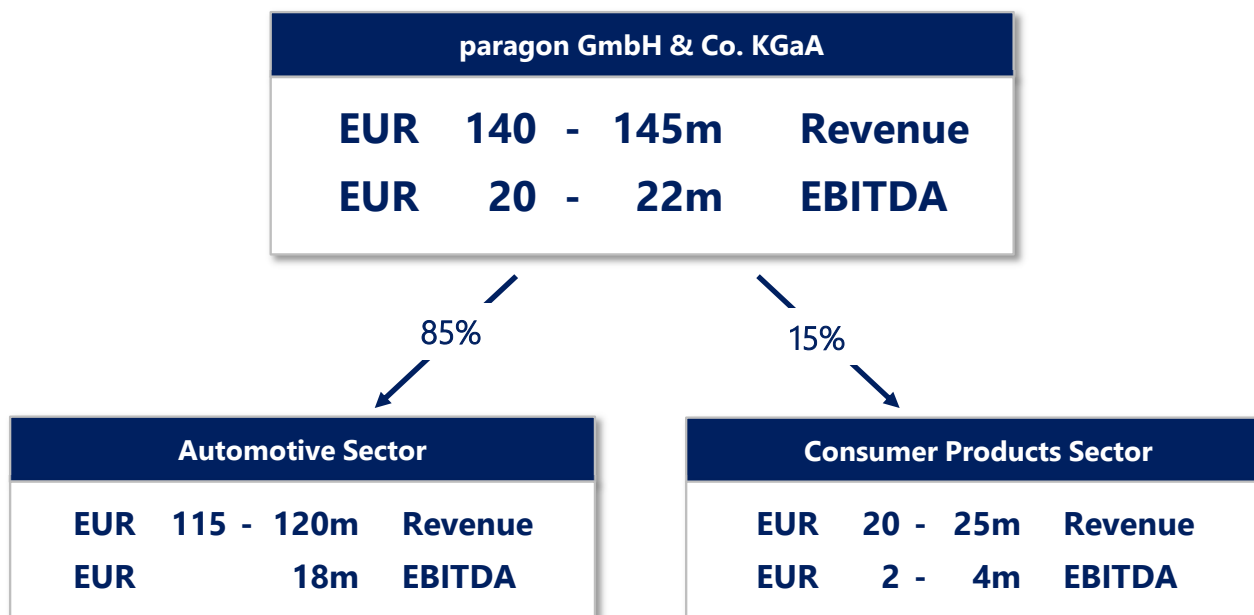 paragon GmbH & Co. KGaA
EUR 140 - 145m Revenue
EUR 20 - 22m EBITDA
85%
15%
Automotive Sector
EUR 115 - 120m Revenue
EUR 18m EBITDA
Consumer Products Sector
EUR 20 - 25m Revenue
EUR 2 - 4m EBITDA